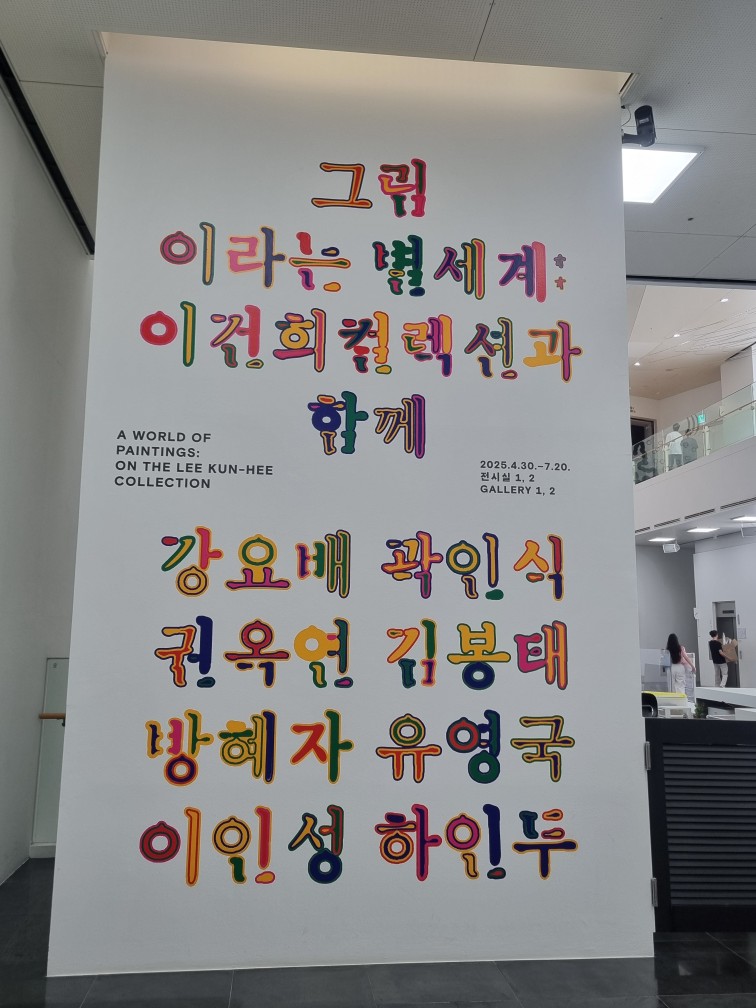 그림
이라는 별세계:
이건희컬렉션과
함께
A WORLD OF
PAINTINGS:
ON THE LEE KUN-HEE
COLLECTION
2025.4.30.–7.20.
전시실 1, 2
GALLERY 1, 2
강요배 곽인식
권옥연 김봉태
방혜자 유영국
이인성 하인두